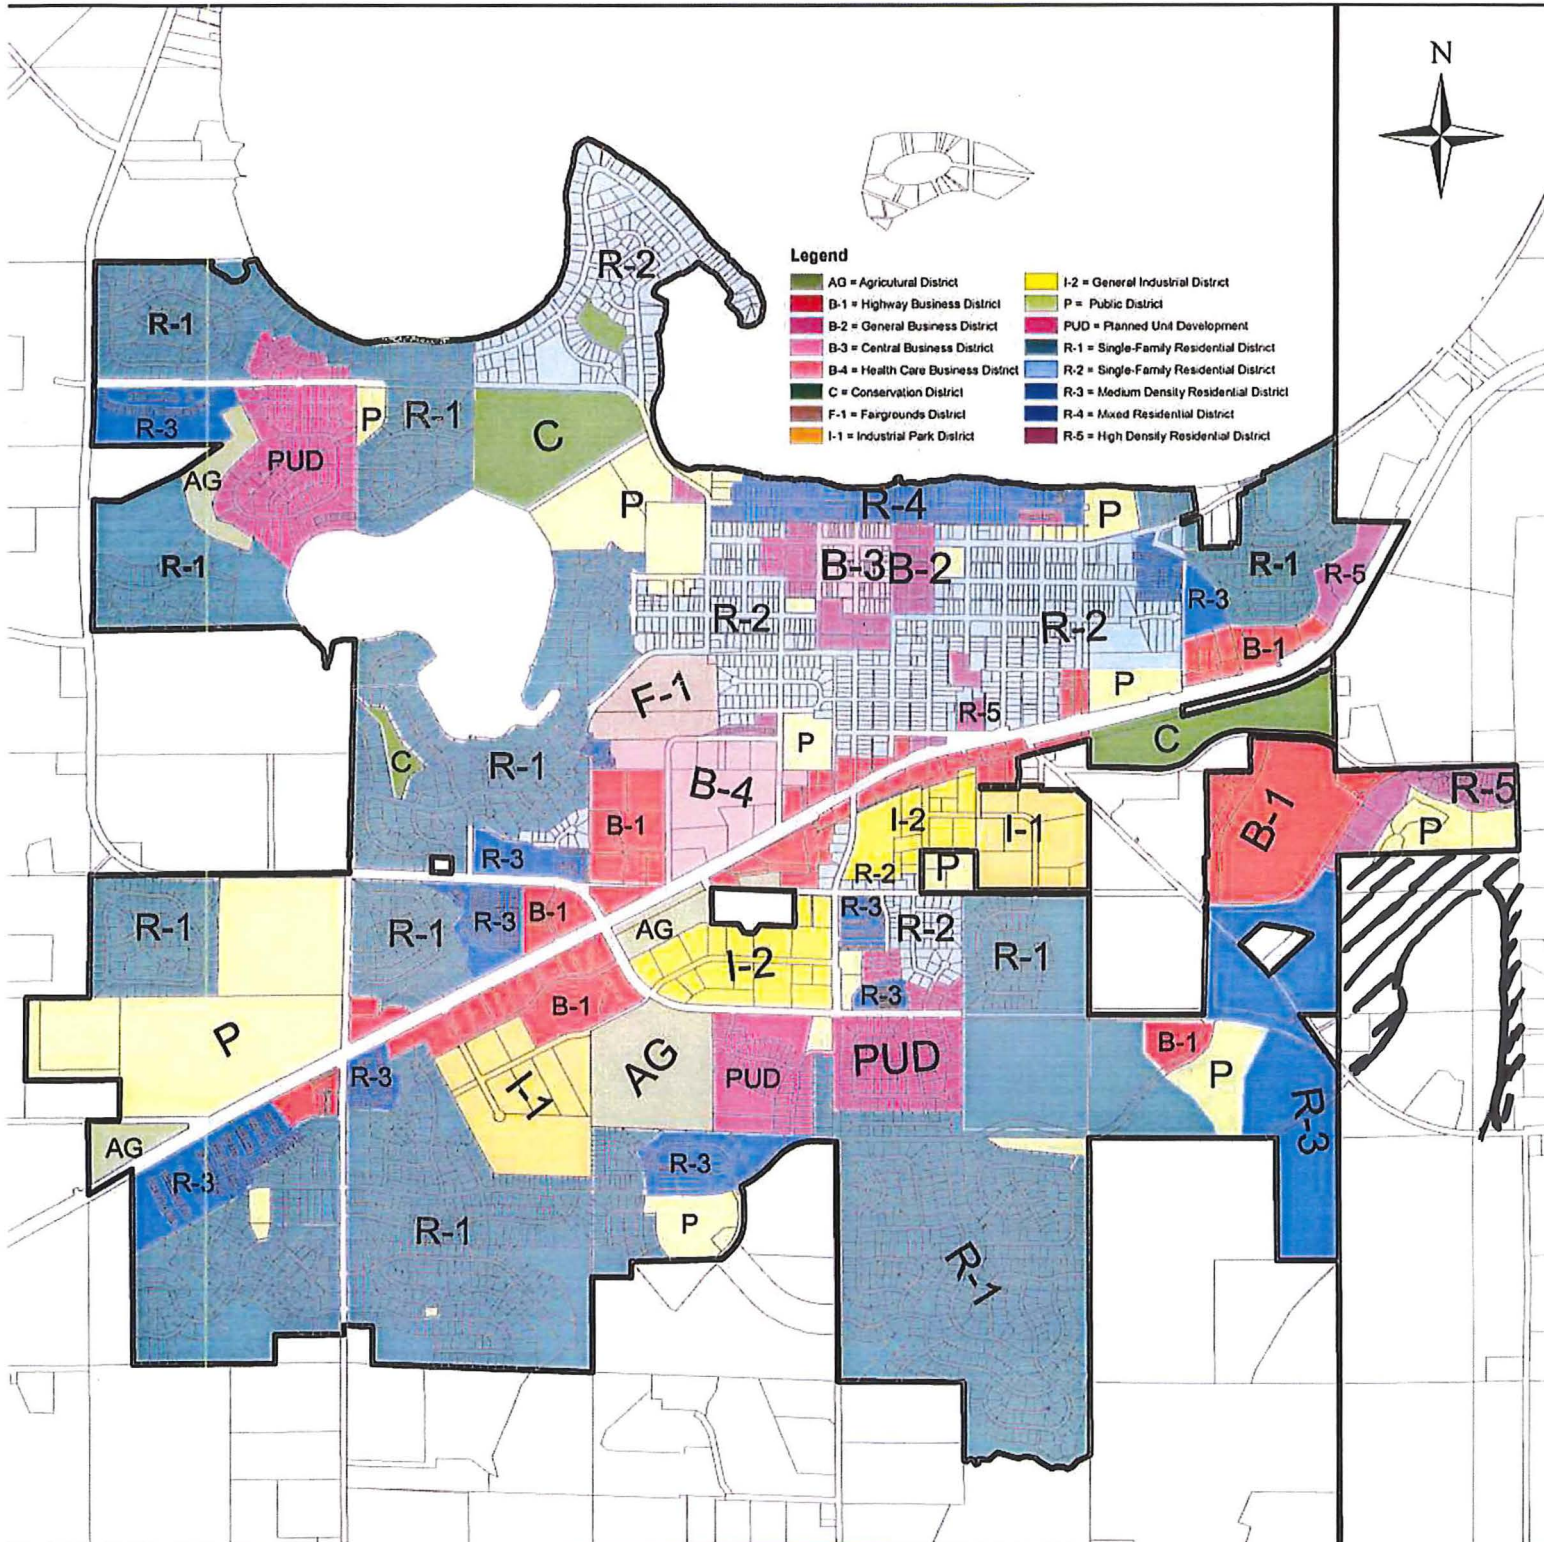 N
Legend
AG = Agricutural District
B-1 = Highway Business District
B-2 = General Business District
B-3 = Central Business District
B-4 = Health Care Business District
C = Conservation District
F-1 = Fairgrounds District
I-1 = Industrial Park District
I-2 = General Industrial District
P = Public District
PUD = Planned Unit Development
R-1 = Single-Family Residential District
R-2 = Single-Family Residential District
R-3 = Medium Density Residential District
R-4 = Mixed Residential District
R-5 = High Density Residential District
R-2
R-1
P
R-1
R-3
C
PUD
AG
P
R-4
P
R-1
B-3
B-2
R-1
R-5
R-3
R-2
R-2
B-1
F-1
P
R-5
C
P
C
R-1
B-4
R-5
B-1
B-1
I-2
I-1
P
R-3
P
R-2
R-1
R-1
R-3
B-1
AG
R-3
R-2
R-1
I-2
R-3
B-1
P
B-1
P
AG
PUD
PUD
R-3
I-1
R-3
AG
R-3
R-3
P
R-1
R-1